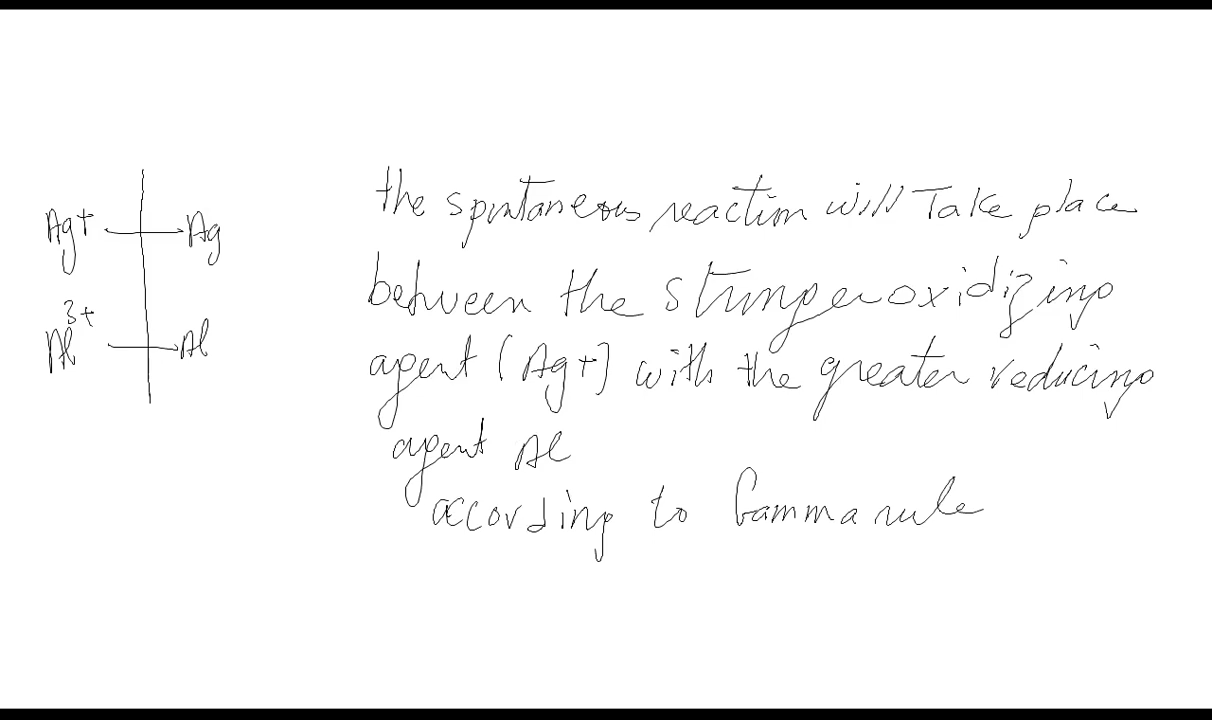 Ag+ Ag
Al3+ Al
the spontaneous reaction will Take place
between the stronger oxidizing
agent (Ag+) with the greater reducing
agent Al
according to Gamma rule